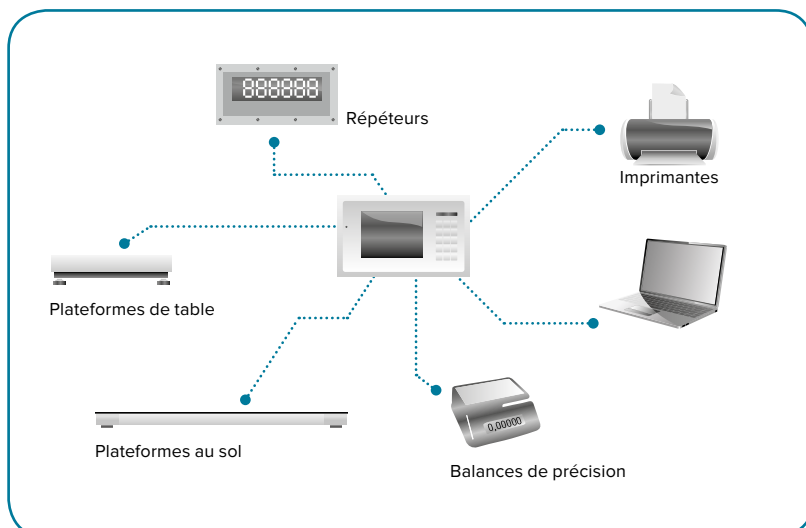 888888
Répéteurs
Imprimantes
Plateformes de table
Plateformes au sol
0,00000
Balances de précision